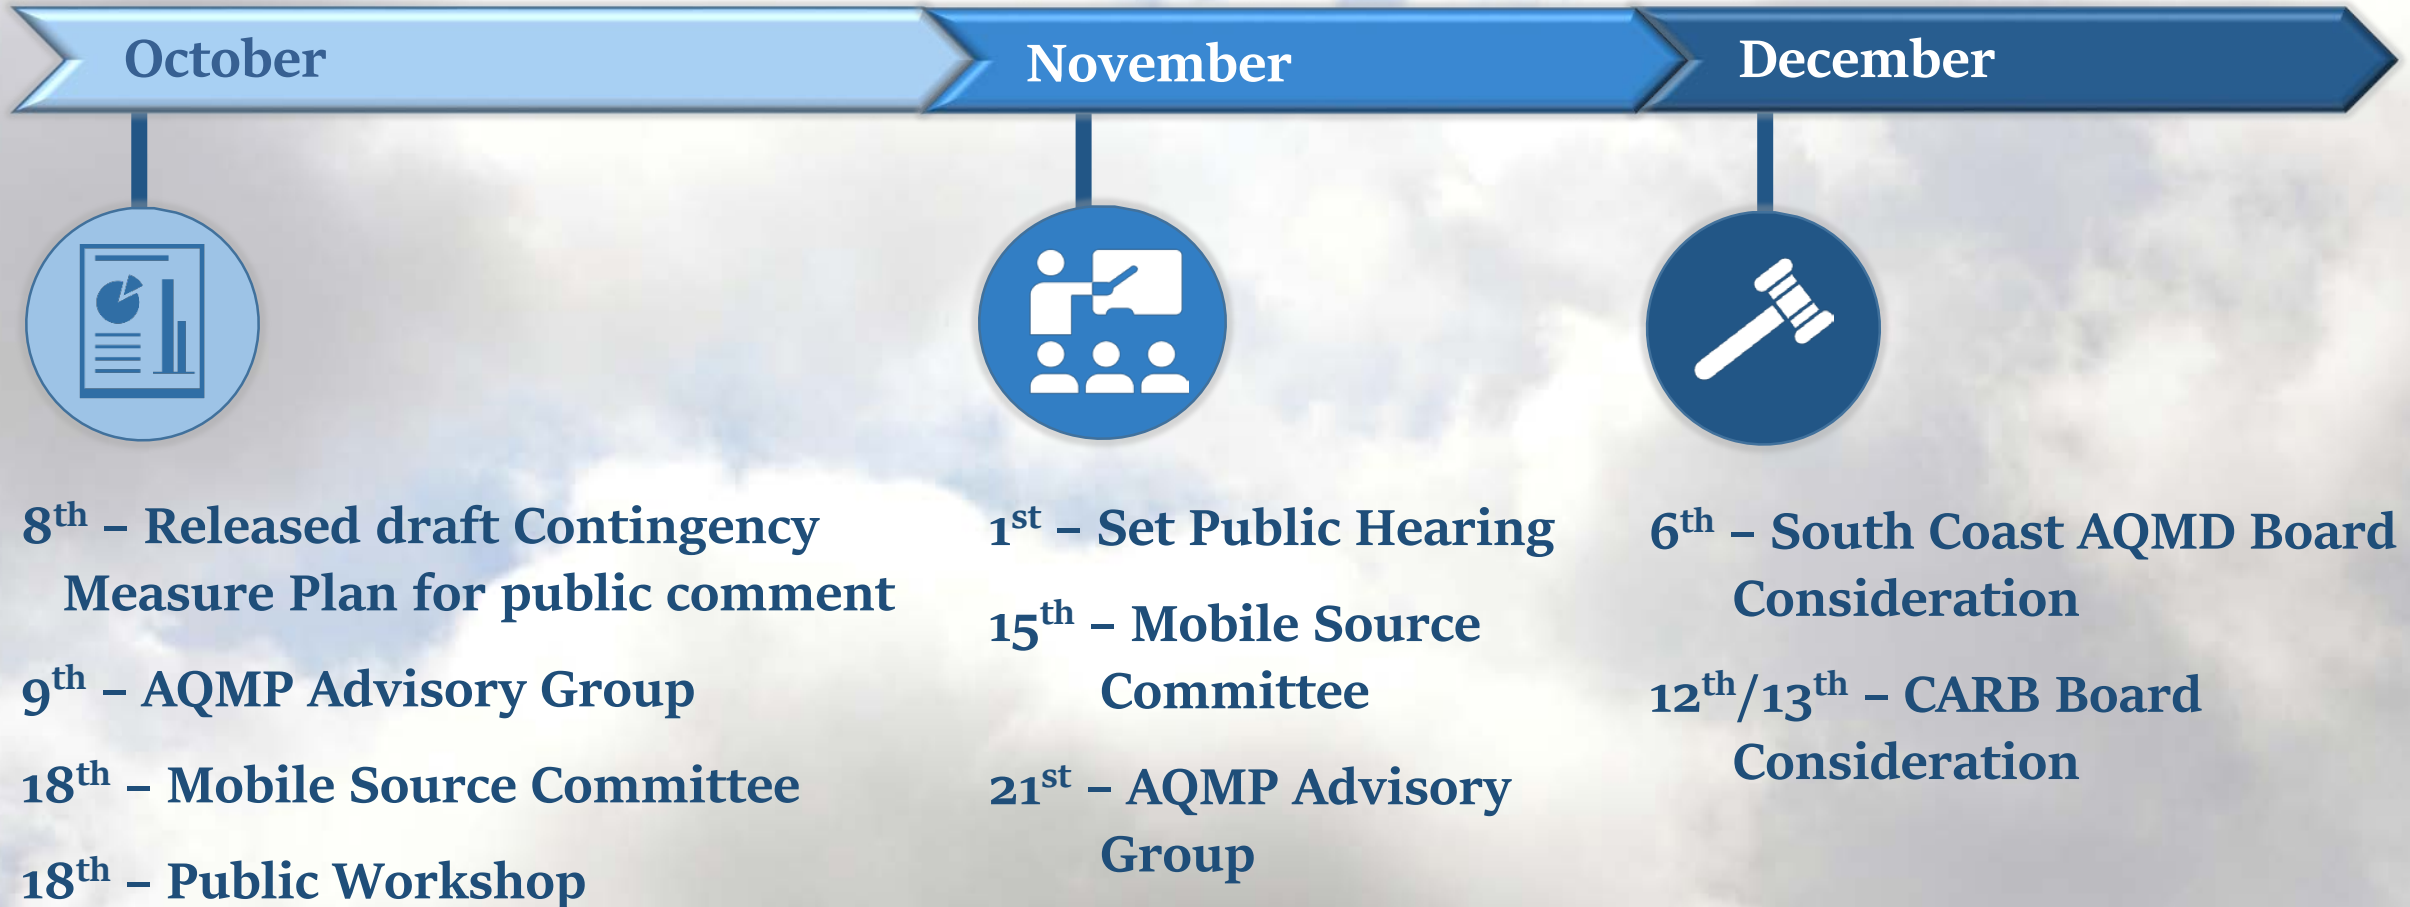 October
8th – Released draft Contingency
Measure Plan for public comment
9th – AQMP Advisory Group
18th – Mobile Source Committee
18th – Public Workshop
November
1st – Set Public Hearing
15th – Mobile Source
Committee
21st – AQMP Advisory
Group
December
6th – South Coast AQMD Board
Consideration
12th/13th – CARB Board
Consideration